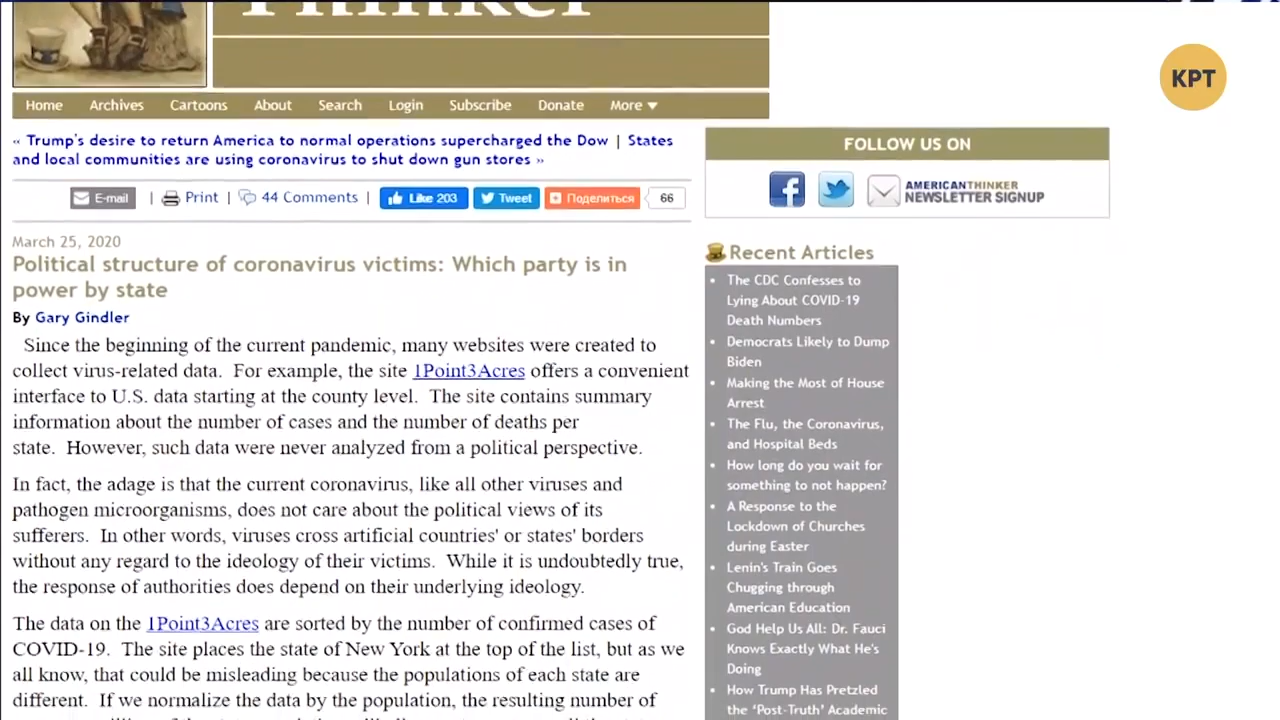 Thinker
KPT
Home Archives Cartoons About Search Login Subscribe Donate More
« Trump's desire to return America to normal operations supercharged the Dow | States
and local communities are using coronavirus to shut down gun stores »
E-mail | Print | 44 Comments | Like 203 Tweet Поделиться 66
March 25, 2020
Political structure of coronavirus victims: Which party is in
power by state
By Gary Gindler
Since the beginning of the current pandemic, many websites were created to
collect virus-related data. For example, the site 1Point3Acres offers a convenient
interface to U.S. data starting at the county level. The site contains summary
information about the number of cases and the number of deaths per
state. However, such data were never analyzed from a political perspective.
In fact, the adage is that the current coronavirus, like all other viruses and
pathogen microorganisms, does not care about the political views of its
sufferers. In other words, viruses cross artificial countries' or states' borders
without any regard to the ideology of their victims. While it is undoubtedly true,
the response of authorities does depend on their underlying ideology.
The data on the 1Point3Acres are sorted by the number of confirmed cases of
COVID-19. The site places the state of New York at the top of the list, but as we
all know, that could be misleading because the populations of each state are
different. If we normalize the data by the population, the resulting number of
FOLLOW US ON
AMERICANTHINKER
NEWSLETTER SIGNUP
Recent Articles
The CDC Confesses to
Lying About COVID-19
Death Numbers
Democrats Likely to Dump
Biden
Making the Most of House
Arrest
The Flu, the Coronavirus,
and Hospital Beds
How long do you wait for
something to not happen?
A Response to the
Lockdown of Churches
during Easter
Lenin's Train Goes
Chugging through
American Education
God Help Us All: Dr. Fauci
Knows Exactly What He's
Doing
How Trump Has Pretzled
the 'Post-Truth' Academic